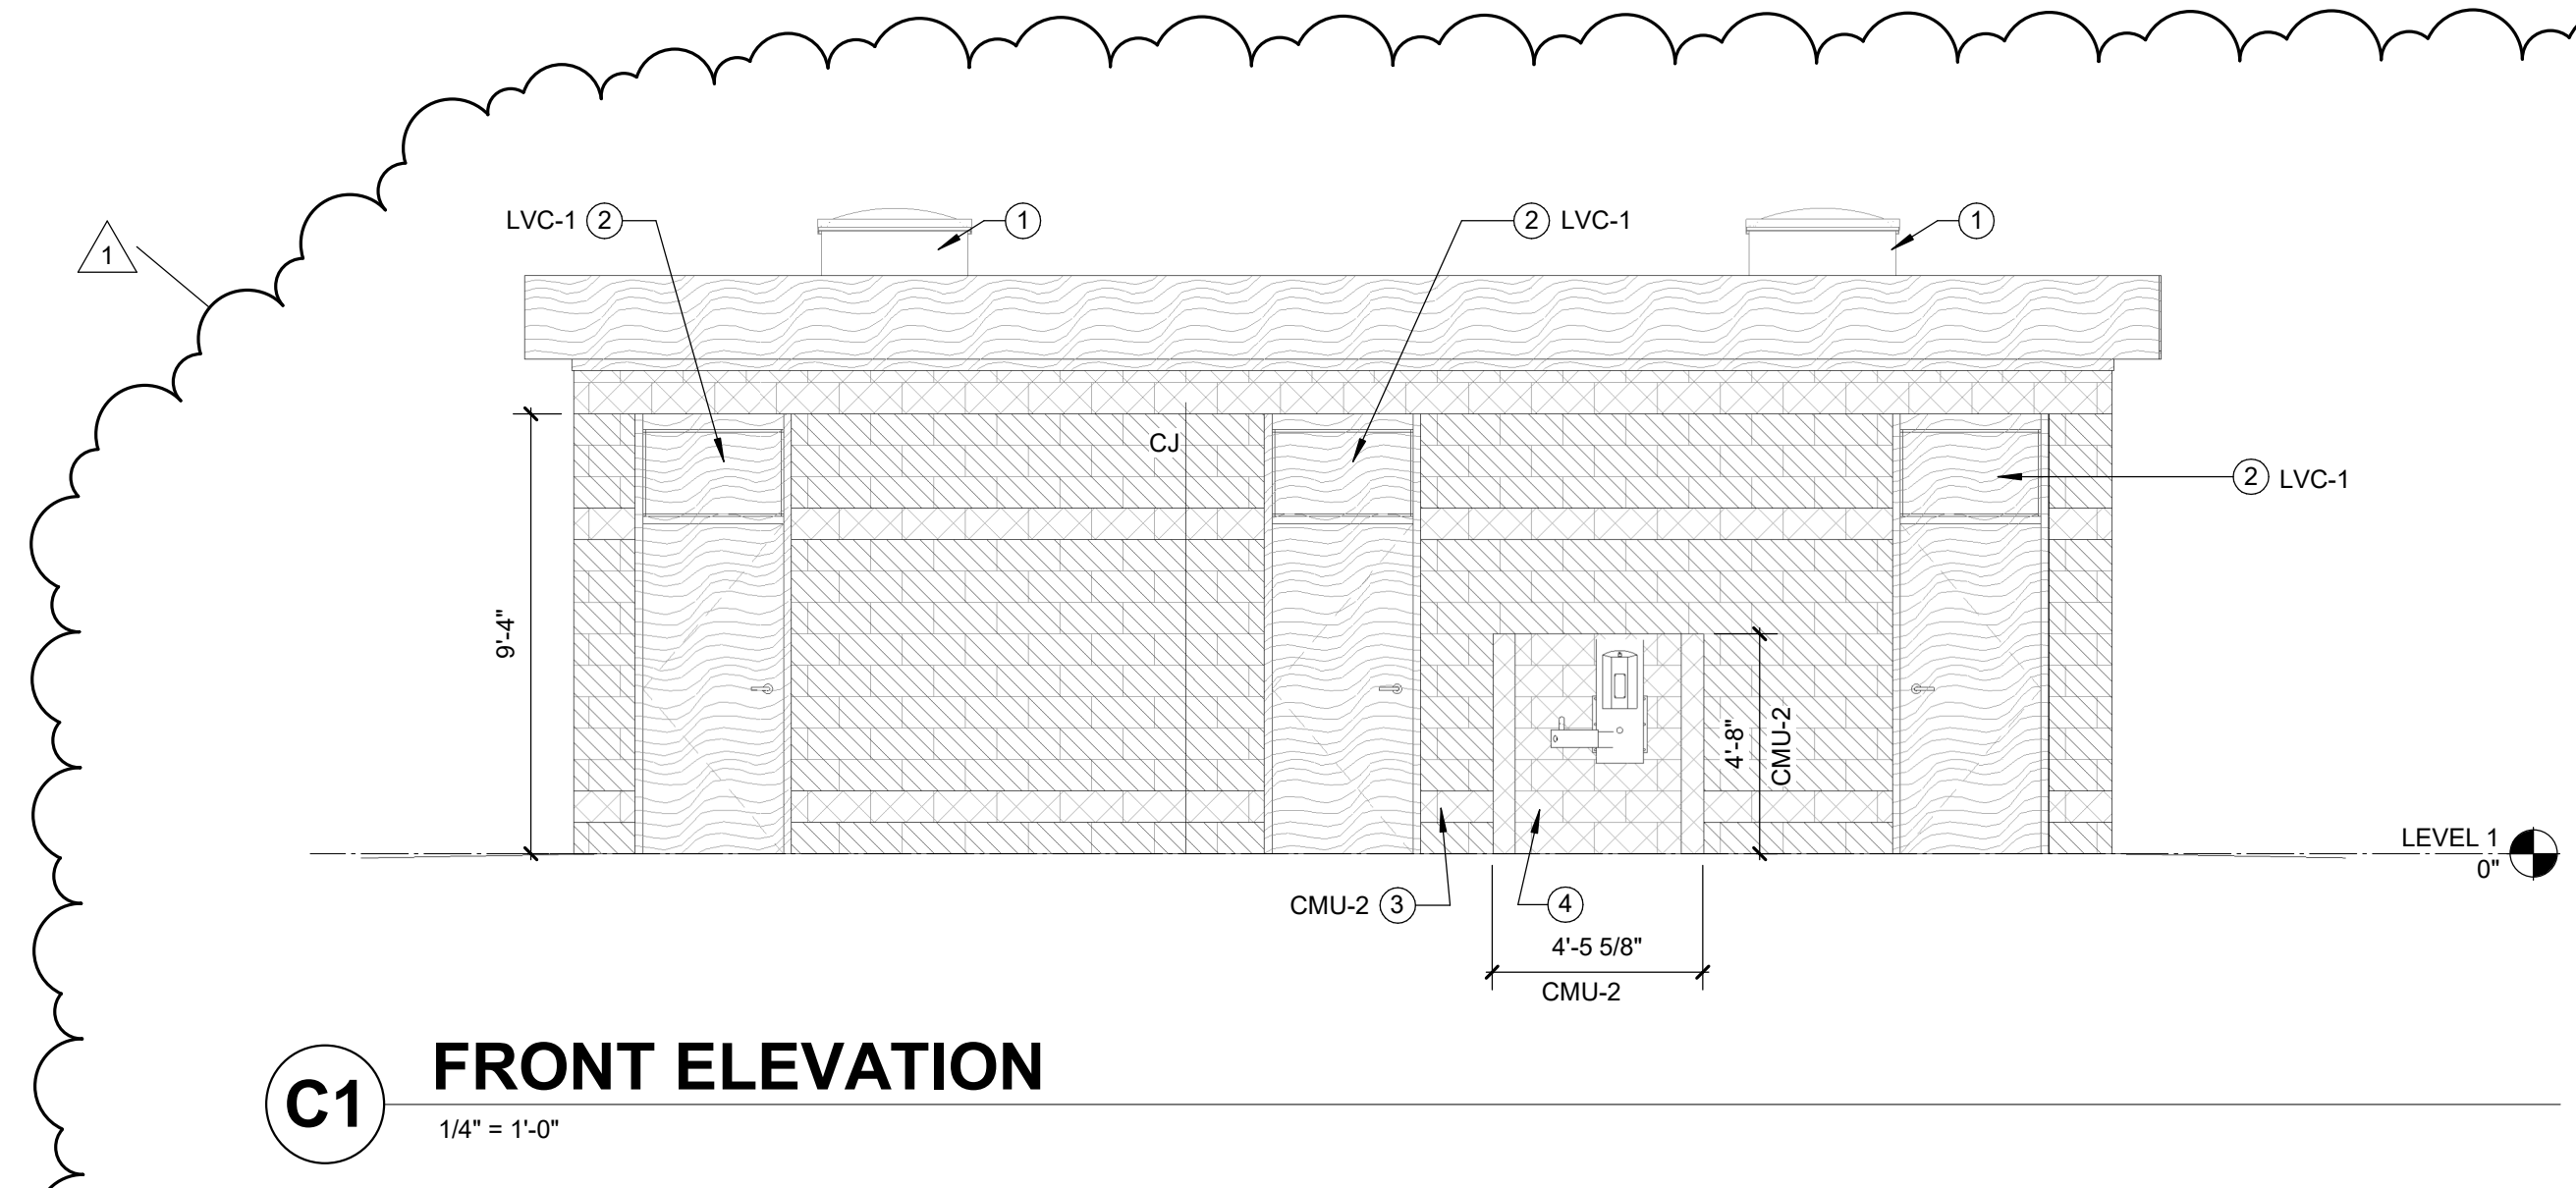 1
LVC-1 2
1
2 LVC-1
1
CJ
2 LVC-1
9'-4"
4'-8"
CMU-2
LEVEL 1
0"
CMU-2 3
4
4'-5 5/8"
CMU-2
C1
FRONT ELEVATION
1/4" = 1'-0"